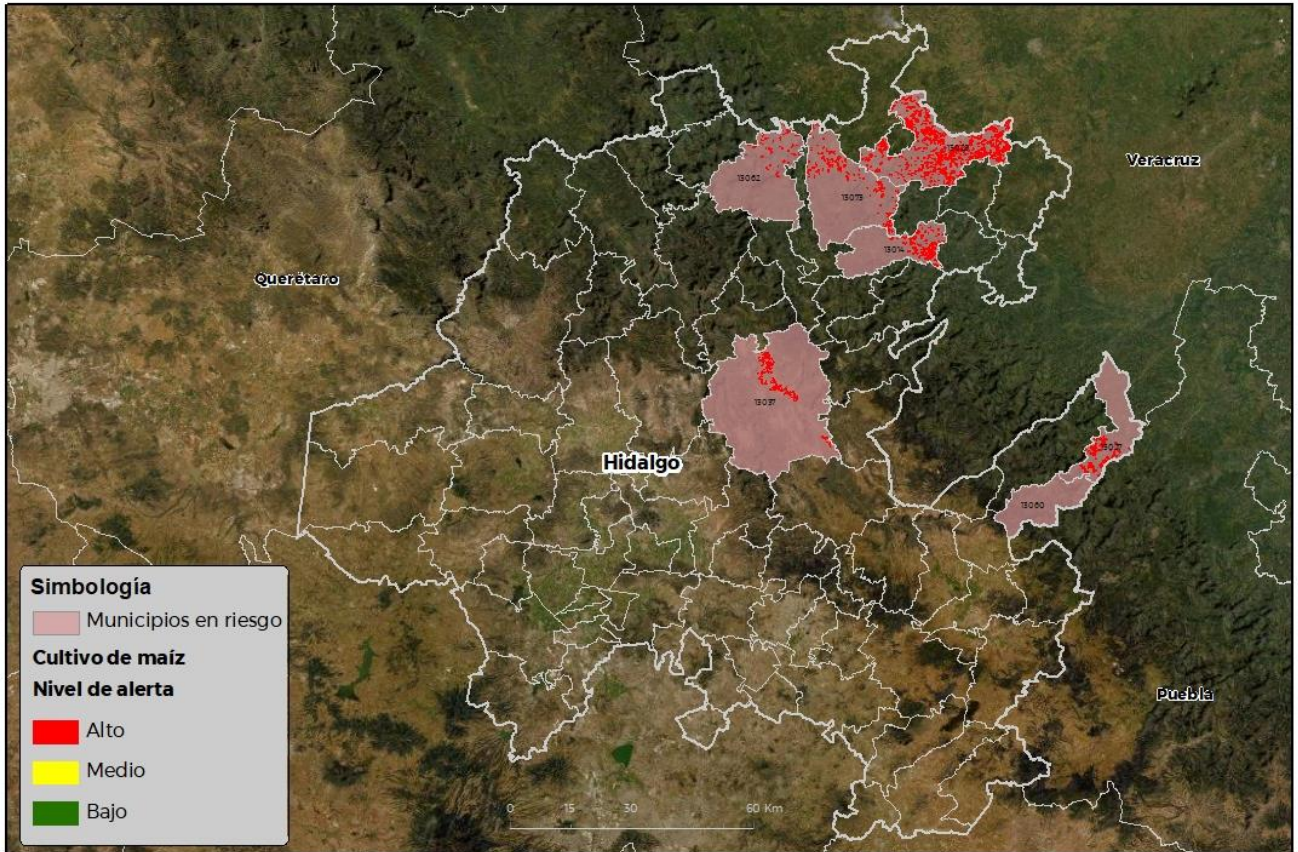 Veracruz
13062
13073
13014
Querétaro
13037
Hidalgo
13060
Simbología
Municipios en riesgo
Cultivo de maíz
Nivel de alerta
Alto
Medio
Bajo
Puebla
0 15 30 60 Km